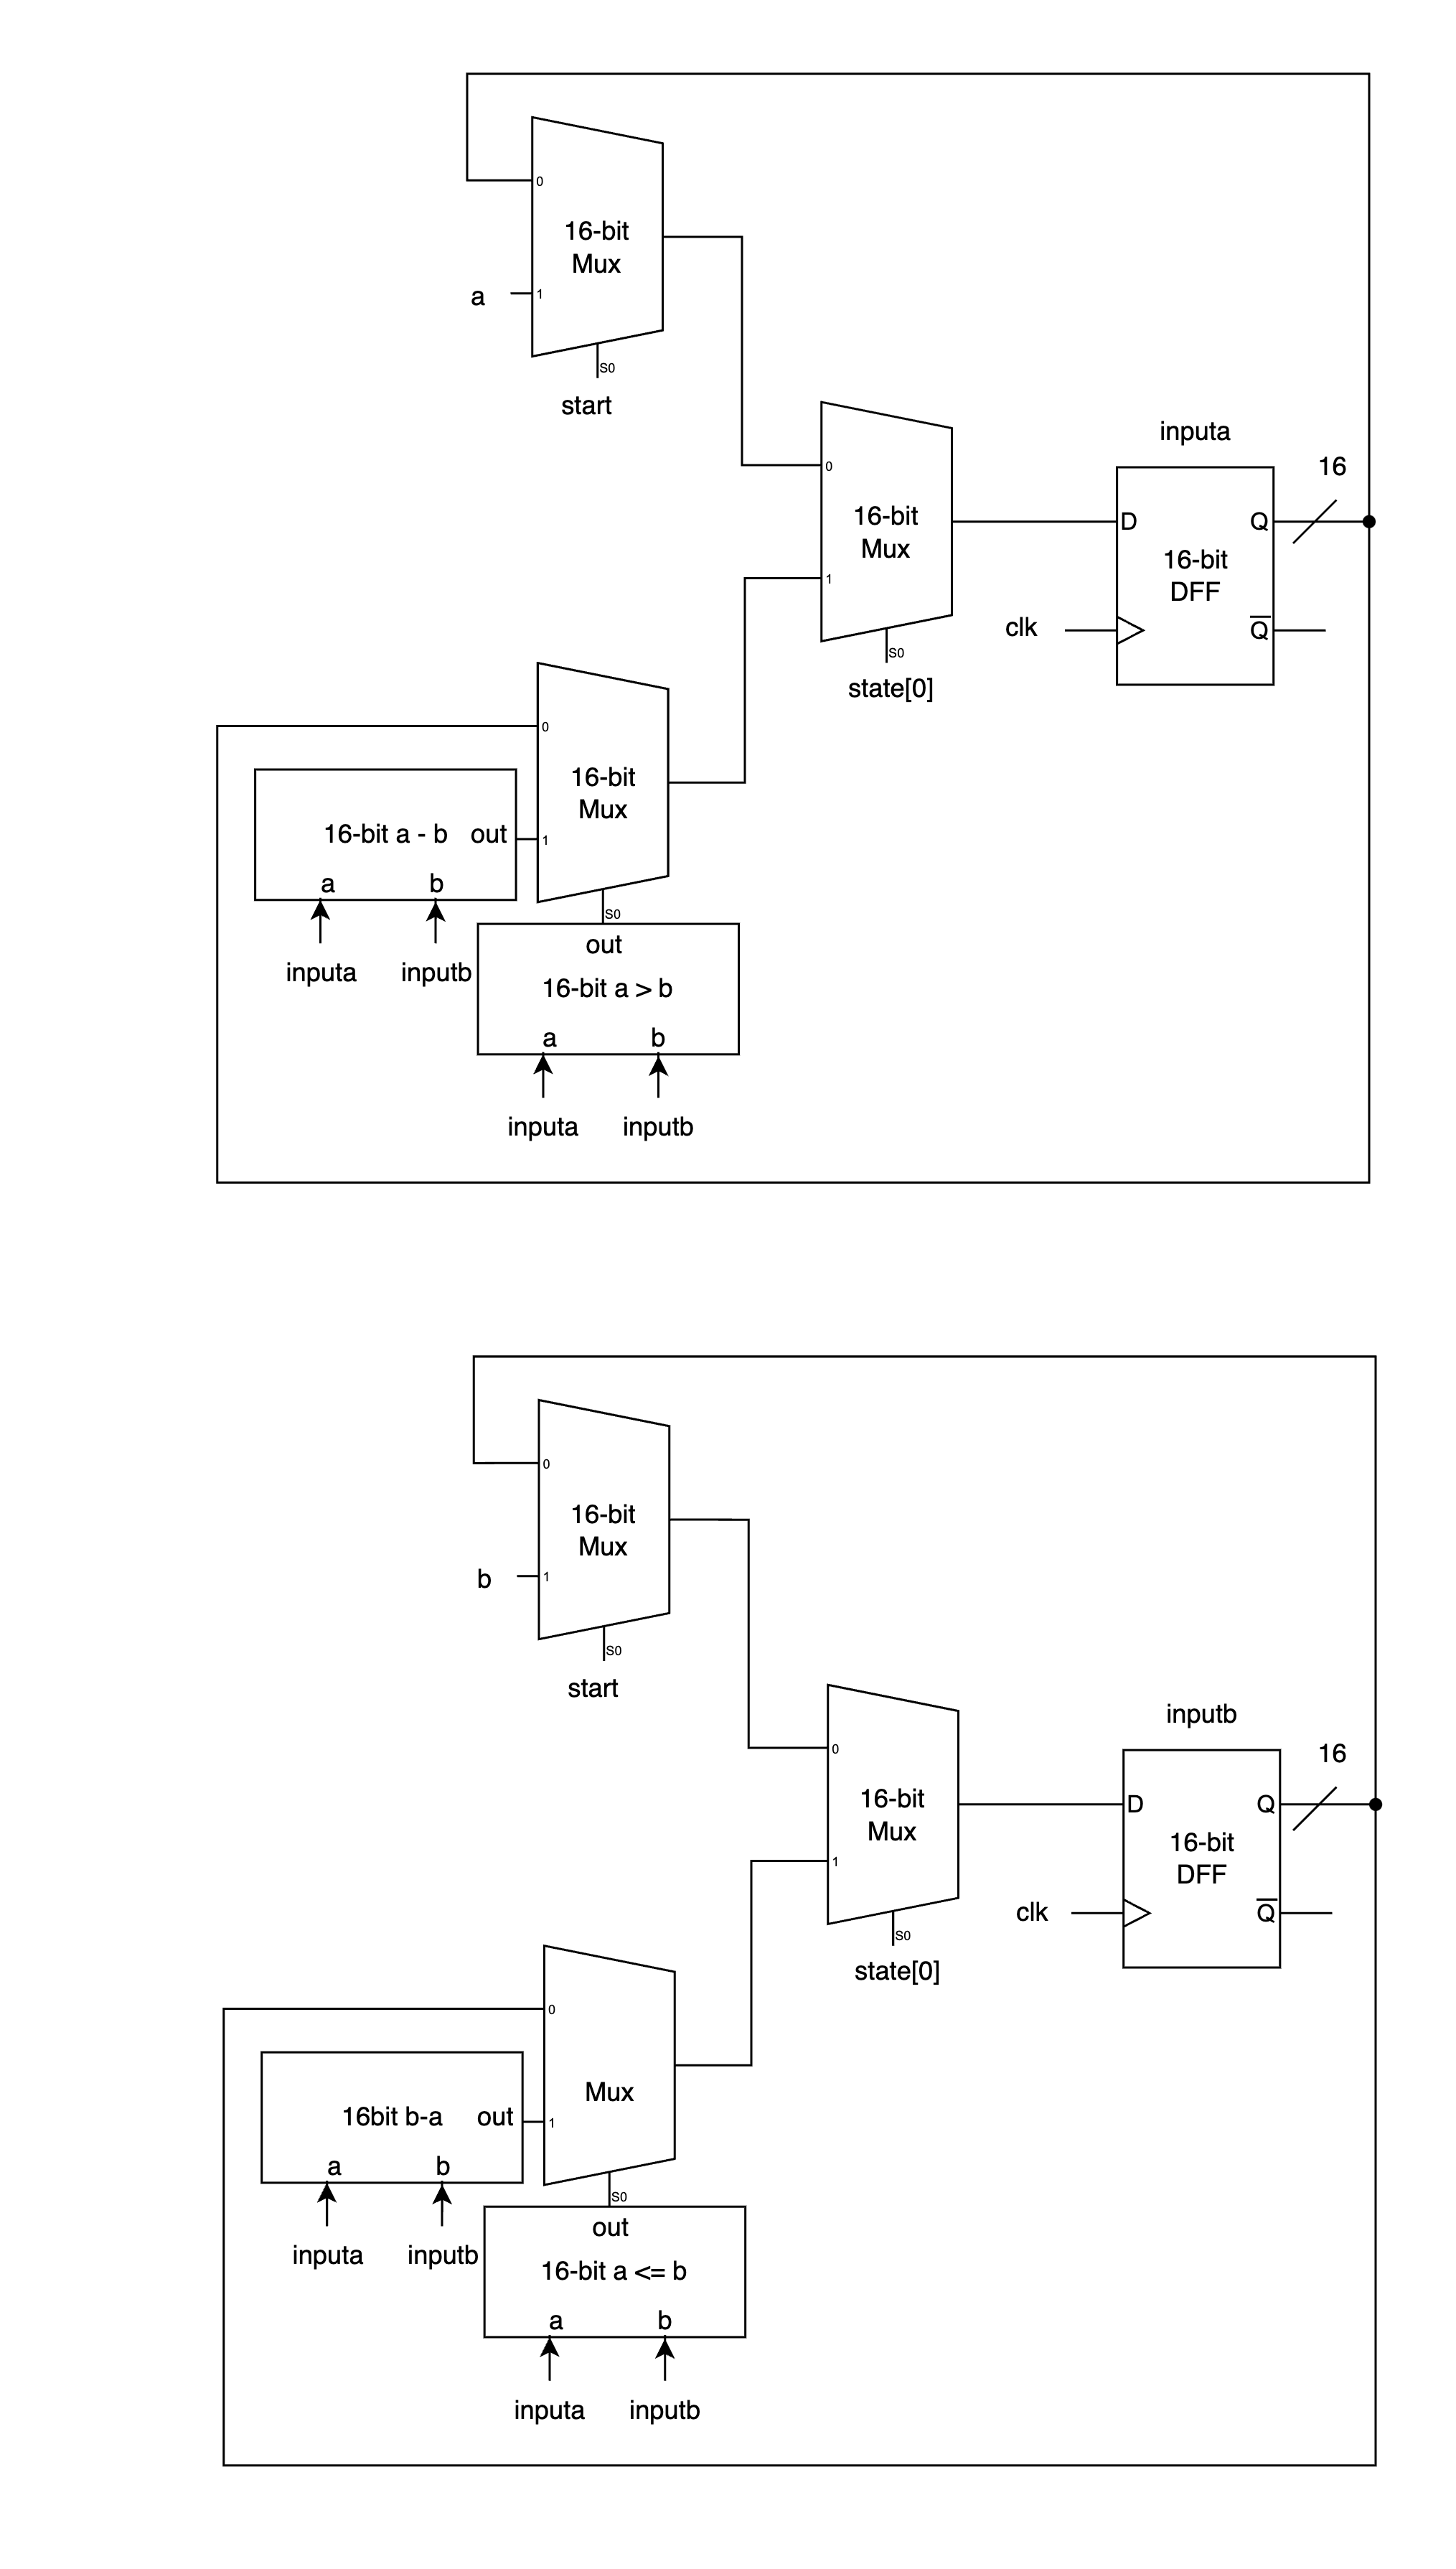 0
16-bit
Mux
a
1
S0
start
inputa
16
0
16-bit
Mux
D
Q
16-bit
DFF
1
clk
Q
S0
state[0]
0
16-bit
Mux
16-bit a - b
out
1
a
b
S0
out
inputa
inputb
16-bit a > b
a
b
inputa
inputb
0
16-bit
Mux
b
1
S0
start
inputb
16
0
16-bit
Mux
D
Q
16-bit
DFF
1
clk
Q
S0
state[0]
0
Mux
16bit b-a
out
1
a
b
S0
out
inputa
inputb
16-bit a <= b
a
b
inputa
inputb